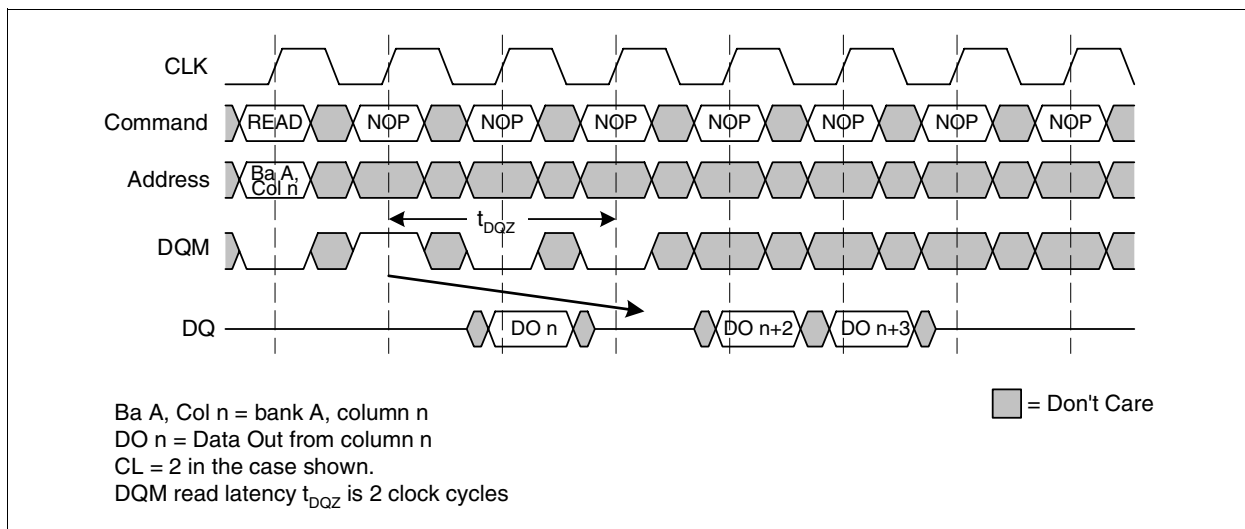 CLK
Command READ NOP NOP NOP NOP NOP NOP NOP
Address Ba A,
Col n
tDQZ
DQM
DQ DO n DO n+2 DO n+3
Ba A, Col n = bank A, column n
DO n = Data Out from column n
CL = 2 in the case shown.
DQM read latency tDQZ is 2 clock cycles
= Don't Care